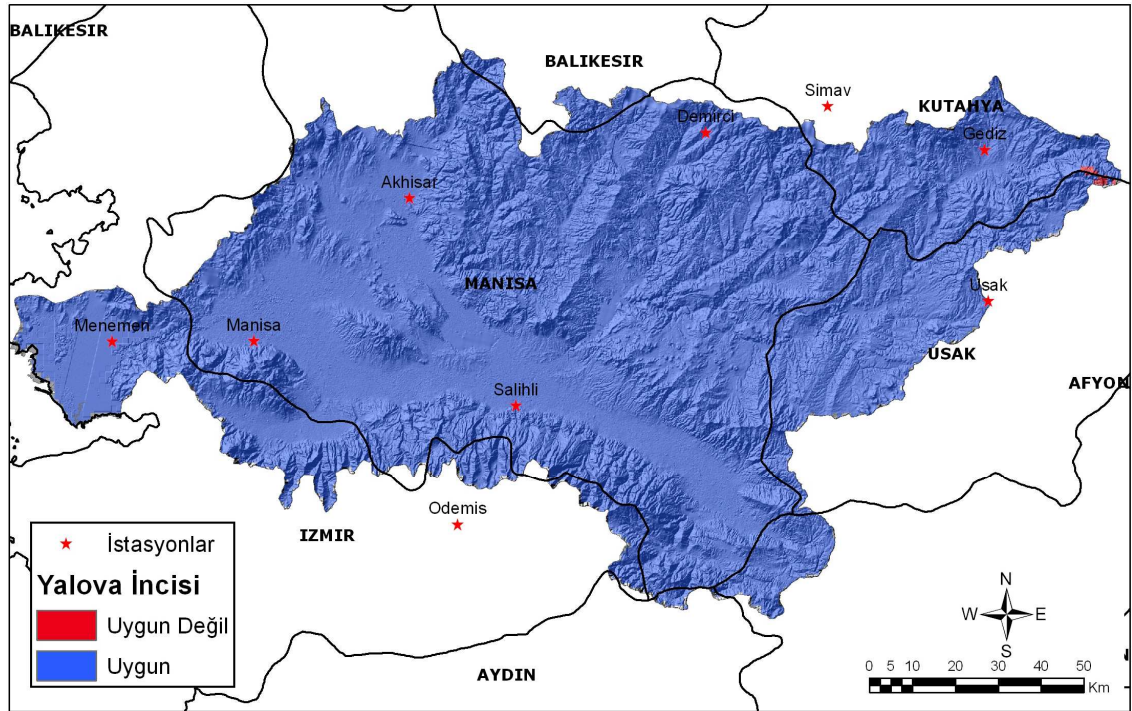 BALIKESIR
BALIKESIR
Simav
KUTAHYA
Demirci
Gediz
Akhisar
MANISA
Usak
Menemen
Manisa
USAK
AFYON
Salihli
Odemis
IZMIR
AYDIN
İstasyonlar
Yalova İncisi
Uygun Değil
Uygun
N
W E
S
0 5 10 20 30 40 50
Km